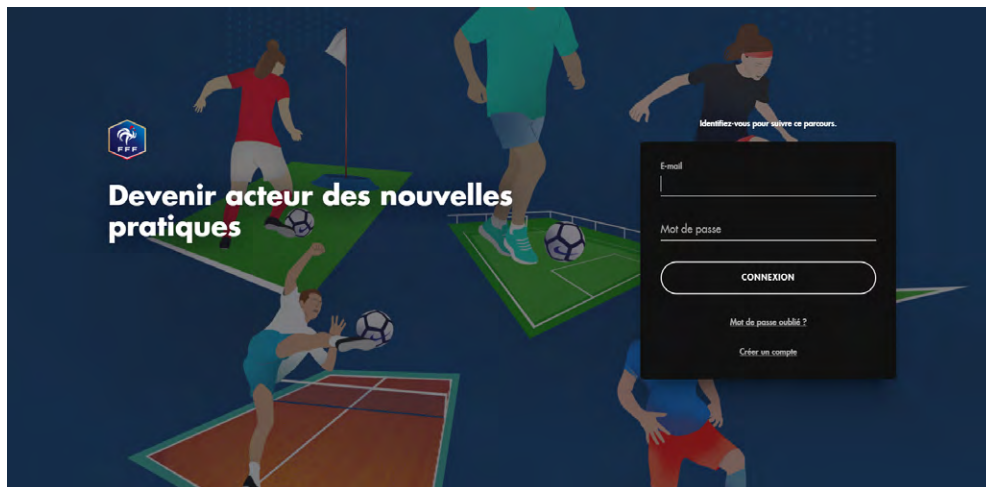 FFF
Devenir acteur des nouvelles
pratiques
Identifiez-vous pour suivre ce parcours.
E-mail
Mot de passe
CONNEXION
Mot de passe oublié ?
Créer un compte